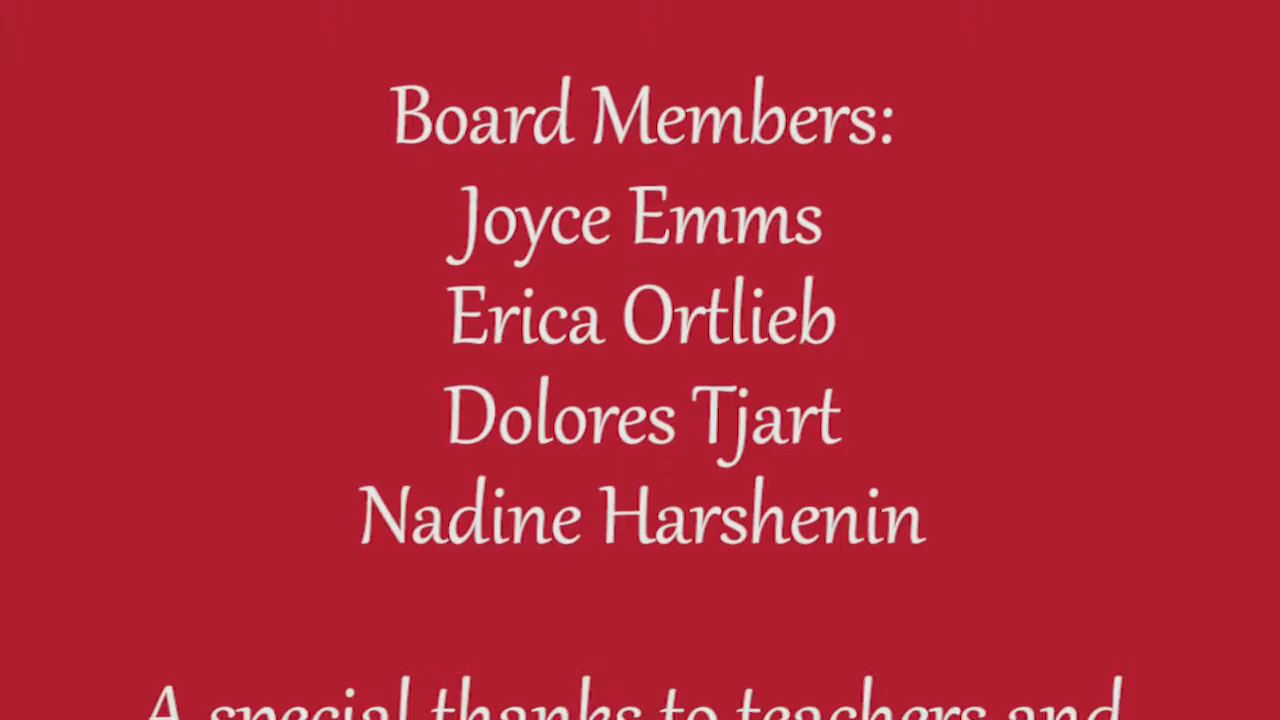 Board Members:
Joyce Emms
Erica Ortlieb
Dolores Tjart
Nadine Harshenin
A special thanks to teachers and